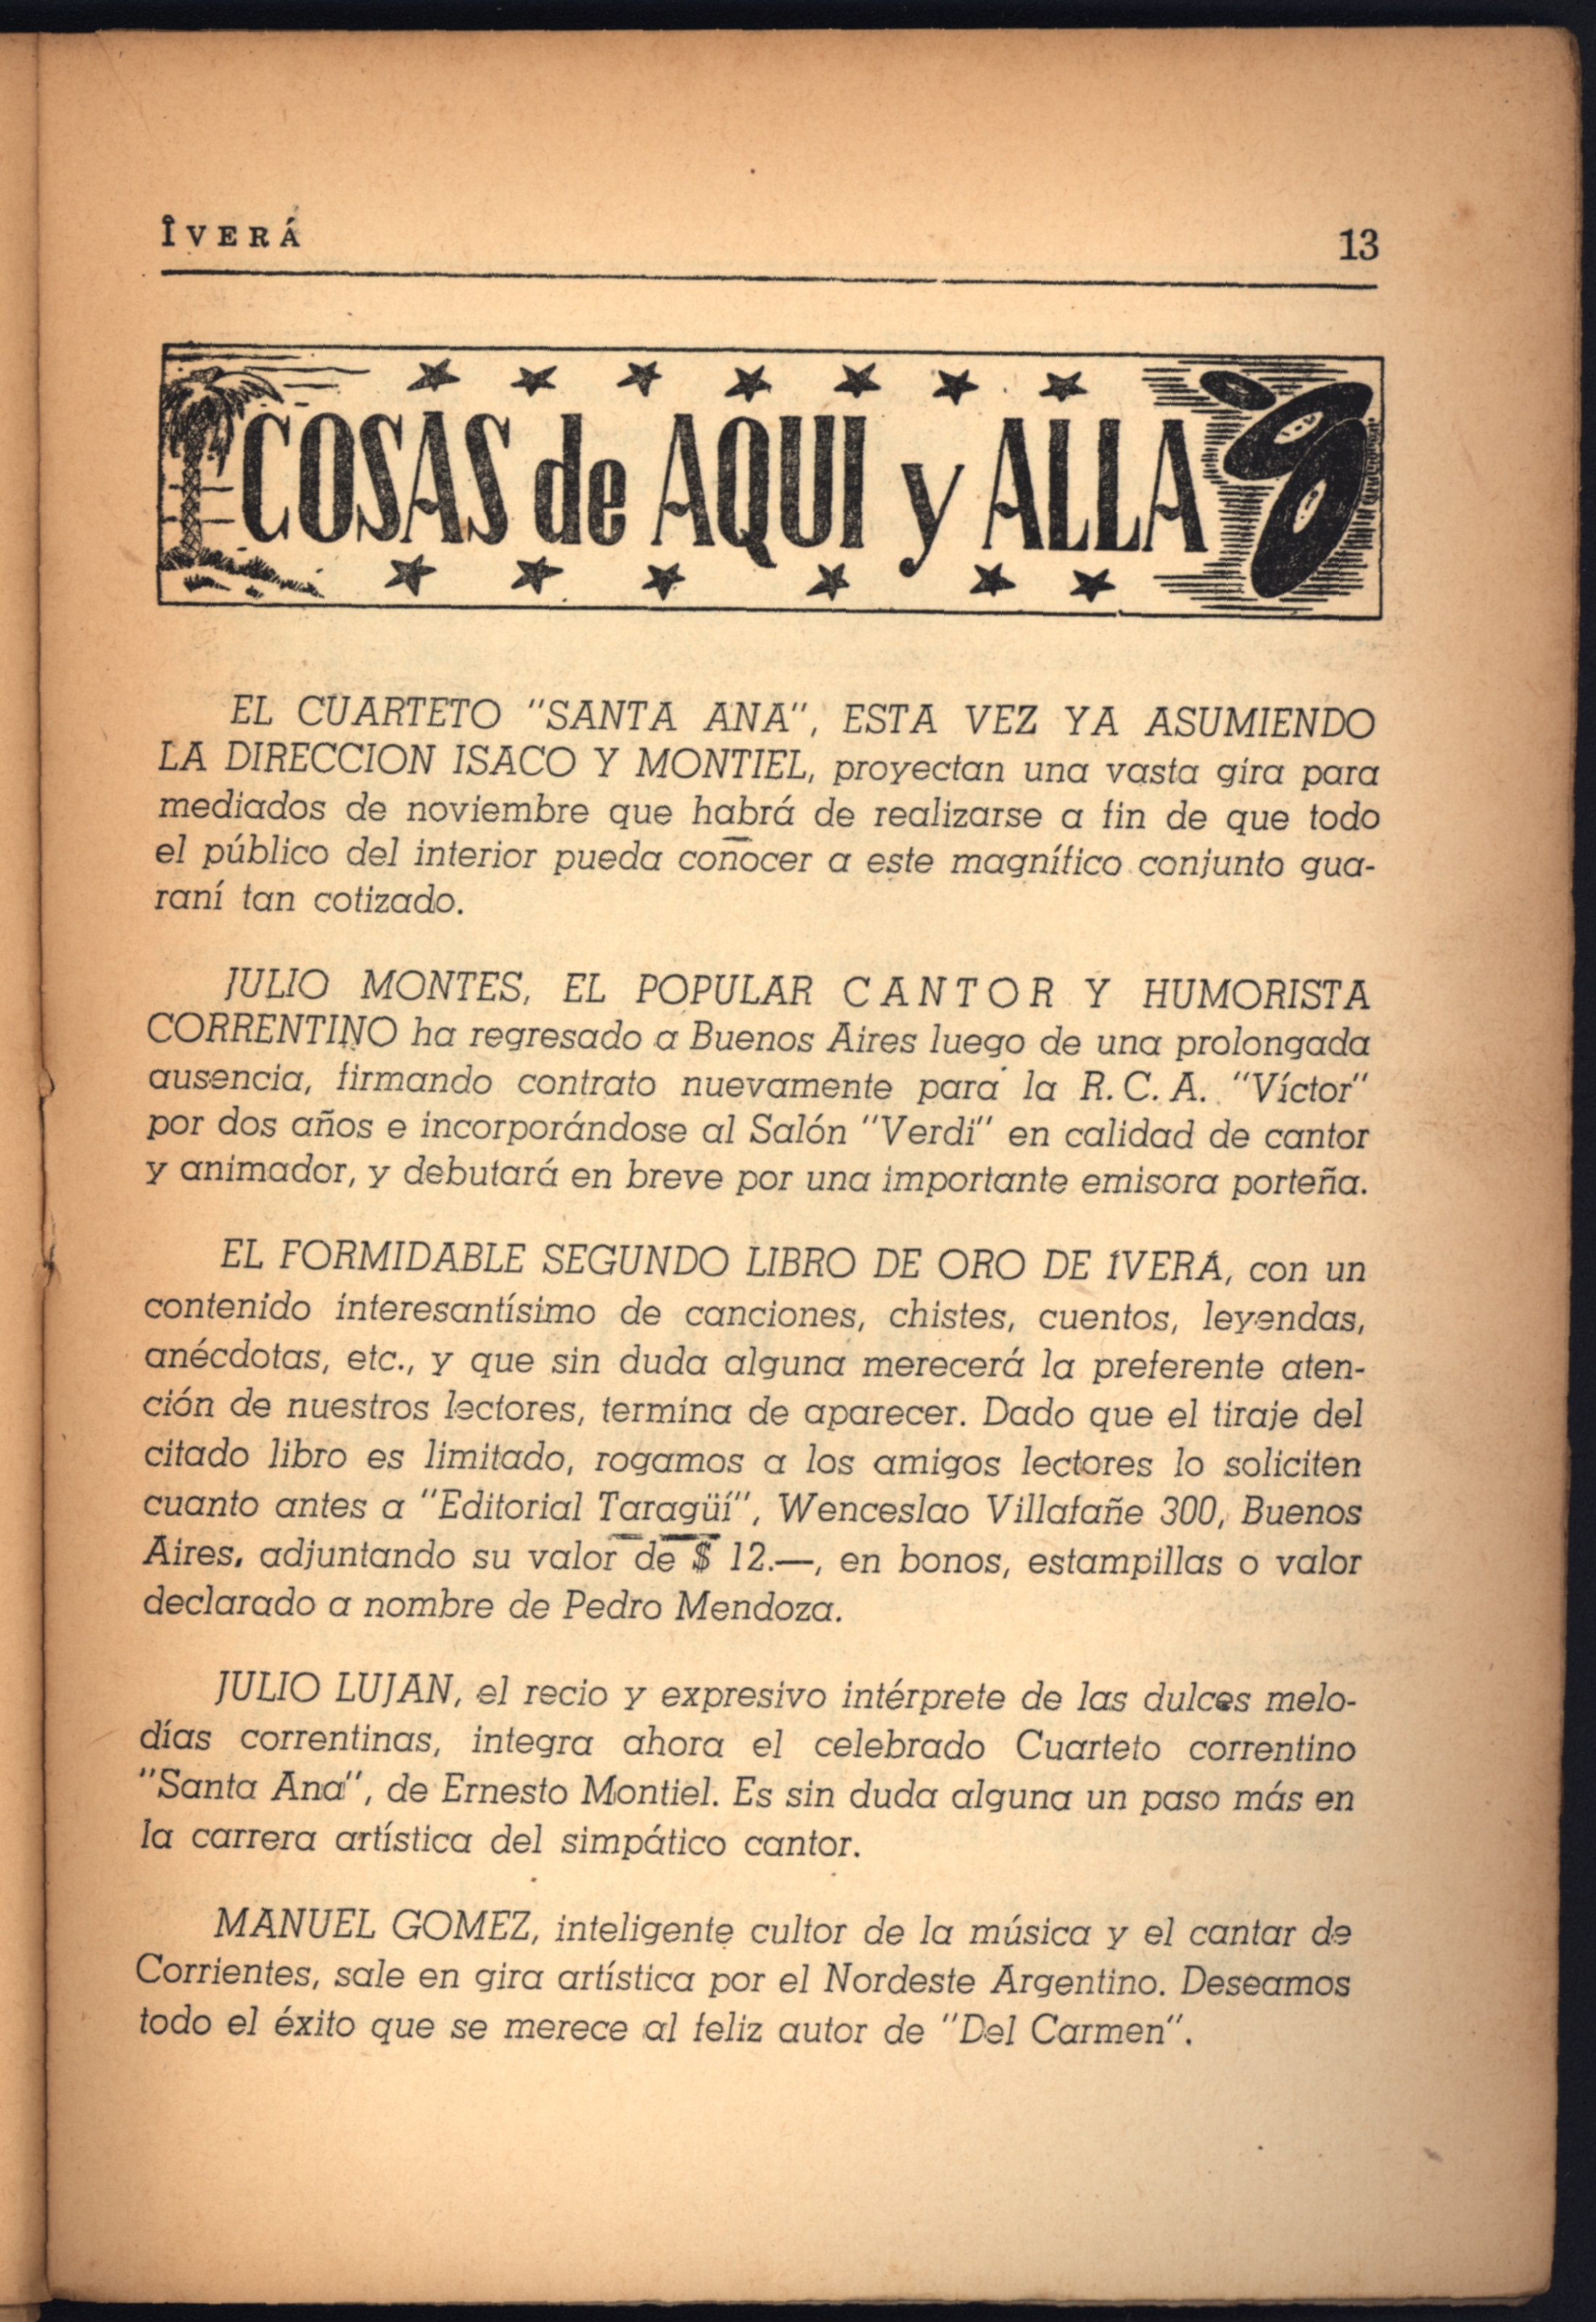 ÎVERÁ
13
COSAS de AQUI y ALLA
EL CUARTETO "SANTA ANA", ESTA VEZ YA ASUMIENDO
LA DIRECCION ISACO Y MONTIEL, proyectan una vasta gira para
mediados de noviembre que habrá de realizarse a fin de que todo
el público del interior pueda conocer a este magnífico conjunto gua-
raní tan cotizado.
JULIO MONTES, EL POPULAR CANTOR Y HUMORISTA
CORRENTINO ha regresado a Buenos Aires luego de una prolongada
ausencia, firmando contrato nuevamente para la R. C. A. "Víctor"
por dos años e incorporándose al Salón "Verdi" en calidad de cantor
y animador, y debutará en breve por una importante emisora porteña.
EL FORMIDABLE SEGUNDO LIBRO DE ORO DE ÎVERÁ, con un
contenido interesantísimo de canciones, chistes, cuentos, leyendas,
anécdotas, etc., y que sin duda alguna merecerá la preferente aten-
ción de nuestros lectores, termina de aparecer. Dado que el tiraje del
citado libro es limitado, rogamos a los amigos lectores lo soliciten
cuanto antes a "Editorial Taragüí", Wenceslao Villafañe 300, Buenos
Aires, adjuntando su valor de $ 12.—, en bonos, estampillas o valor
declarado a nombre de Pedro Mendoza.
JULIO LUJAN, el recio y expresivo intérprete de las dulces melo-
días correntinas, integra ahora el celebrado Cuarteto correntino
"Santa Ana", de Ernesto Montiel. Es sin duda alguna un paso más en
la carrera artística del simpático cantor.
MANUEL GOMEZ, inteligente cultor de la música y el cantar de
Corrientes, sale en gira artística por el Nordeste Argentino. Deseamos
todo el éxito que se merece al feliz autor de "Del Carmen".